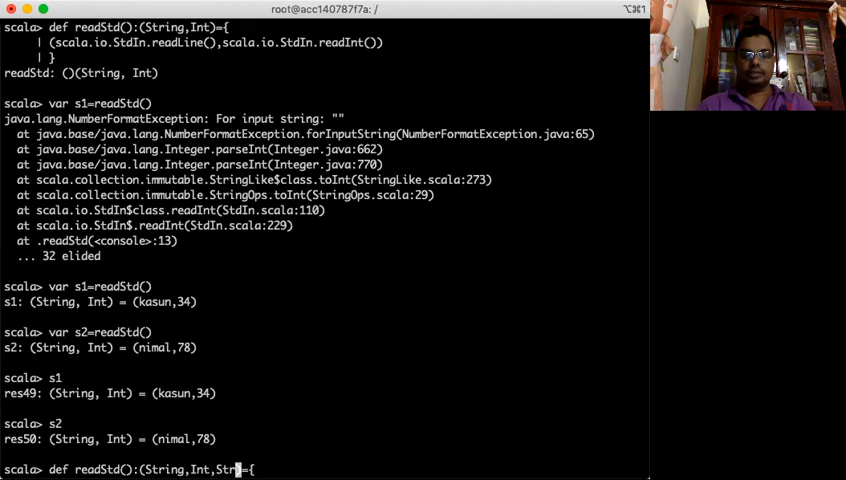 root@acc140787f7a: /
⌥⌘1
scala> def readStd():(String,Int)={
| (scala.io.StdIn.readLine(),scala.io.StdIn.readInt())
| }
readStd: ()(String, Int)
scala> var s1=readStd()
java.lang.NumberFormatException: For input string: ""
at java.base/java.lang.NumberFormatException.forInputString(NumberFormatException.java:65)
at java.base/java.lang.Integer.parseInt(Integer.java:662)
at java.base/java.lang.Integer.parseInt(Integer.java:770)
at scala.collection.immutable.StringLike$class.toInt(StringLike.scala:273)
at scala.collection.immutable.StringOps.toInt(StringOps.scala:29)
at scala.io.StdIn$class.readInt(StdIn.scala:110)
at scala.io.StdIn$.readInt(StdIn.scala:229)
at .readStd(<console>:13)
... 32 elided
scala> var s1=readStd()
s1: (String, Int) = (kasun,34)
scala> var s2=readStd()
s2: (String, Int) = (nimal,78)
scala> s1
res49: (String, Int) = (kasun,34)
scala> s2
res50: (String, Int) = (nimal,78)
scala> def readStd():(String,Int,Str)={